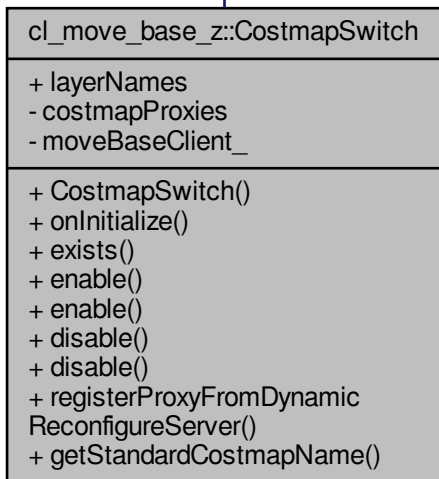 cl_move_base_z::CostmapSwitch
+ layerNames
- costmapProxies
- moveBaseClient_
+ CostmapSwitch()
+ onInitialize()
+ exists()
+ enable()
+ enable()
+ disable()
+ disable()
+ registerProxyFromDynamic
ReconfigureServer()
+ getStandardCostmapName()